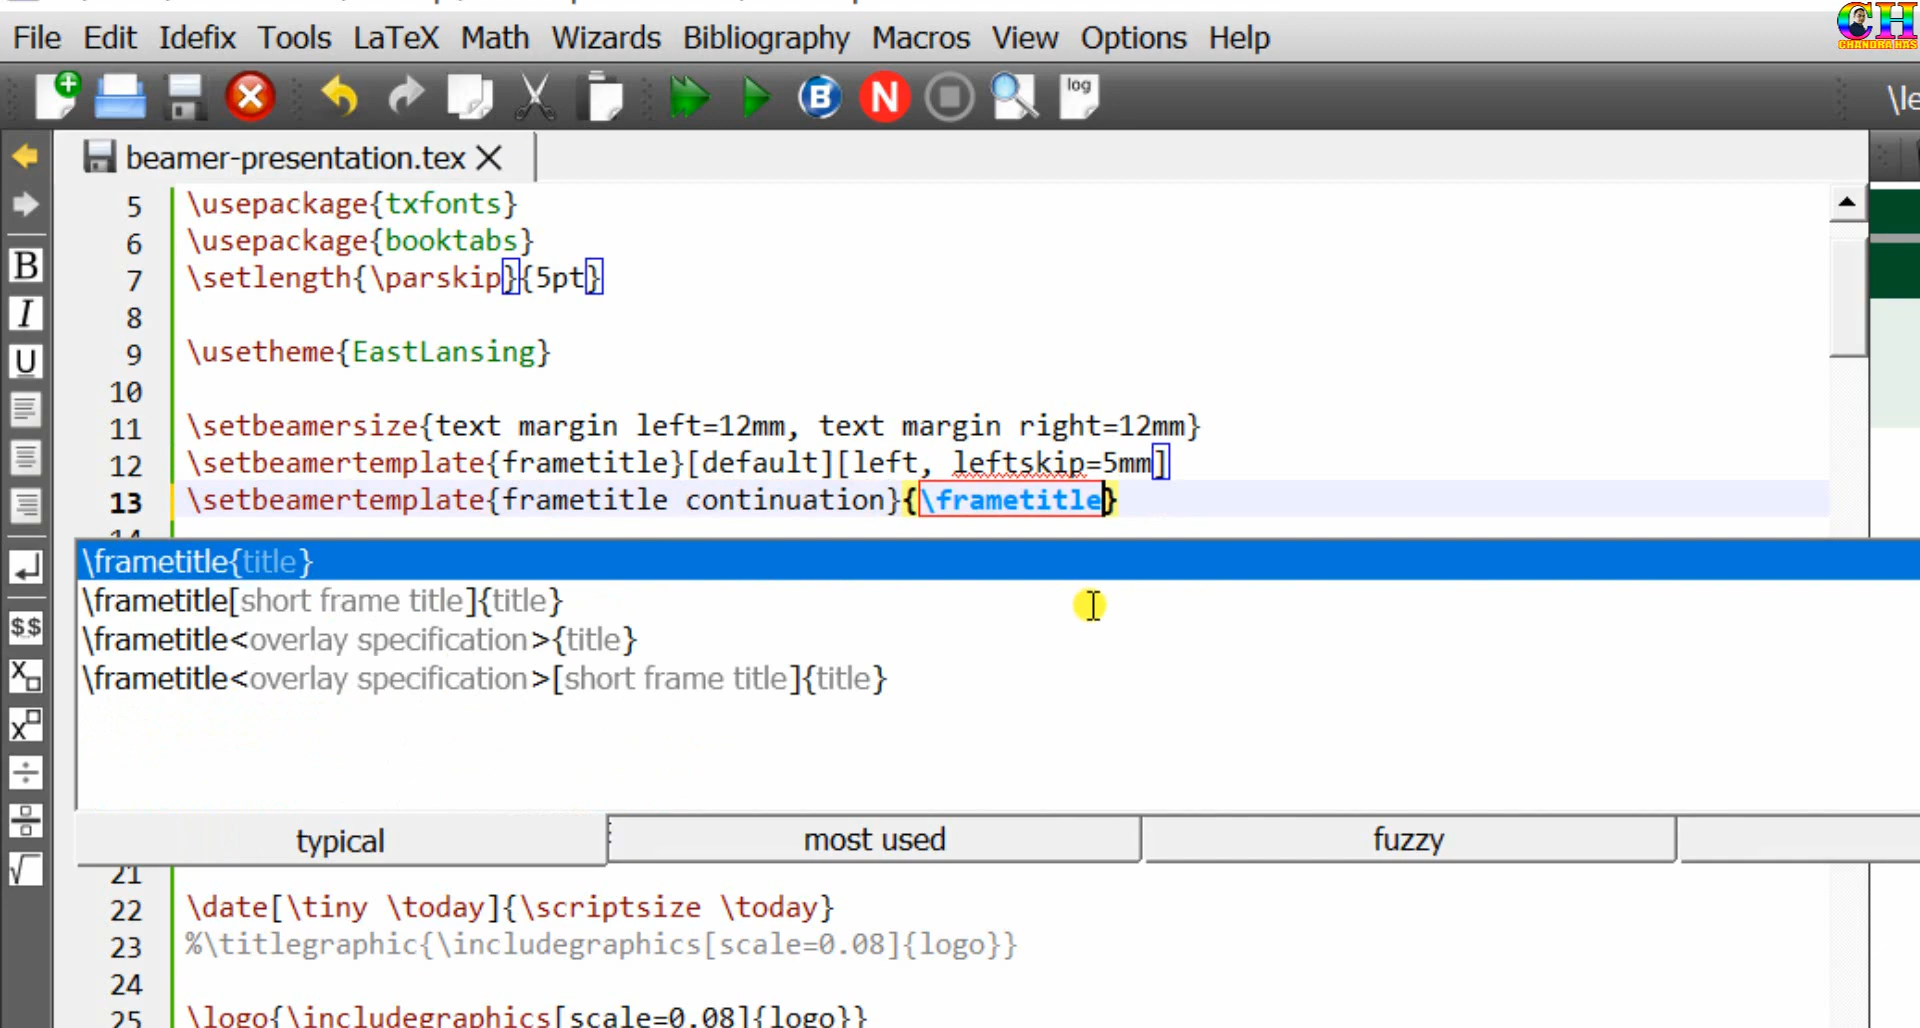 CH
CHANDRA HAS
File Edit Idefix Tools LaTeX Math Wizards Bibliography Macros View Options Help
B N log \le
beamer-presentation.tex
5 \usepackage{txfonts}
6 \usepackage{booktabs}
7 \setlength{\parskip}{5pt}
8
9 \usetheme{EastLansing}
10
11 \setbeamersize{text margin left=12mm, text margin right=12mm}
12 \setbeamertemplate{frametitle}[default][left, leftskip=5mm]
13 \setbeamertemplate{frametitle continuation}{\frametitle}
14
\frametitle{title}
\frametitle[short frame title]{title}
\frametitle<overlay specification>{title}
\frametitle<overlay specification>[short frame title]{title}
typical most used fuzzy
21
22 \date[\tiny \today]{\scriptsize \today}
23 %\titlegraphic{\includegraphics[scale=0.08]{logo}}
24
25 \logo{\includegraphics[scale=0.08]{logo}}
B
I
U
$$